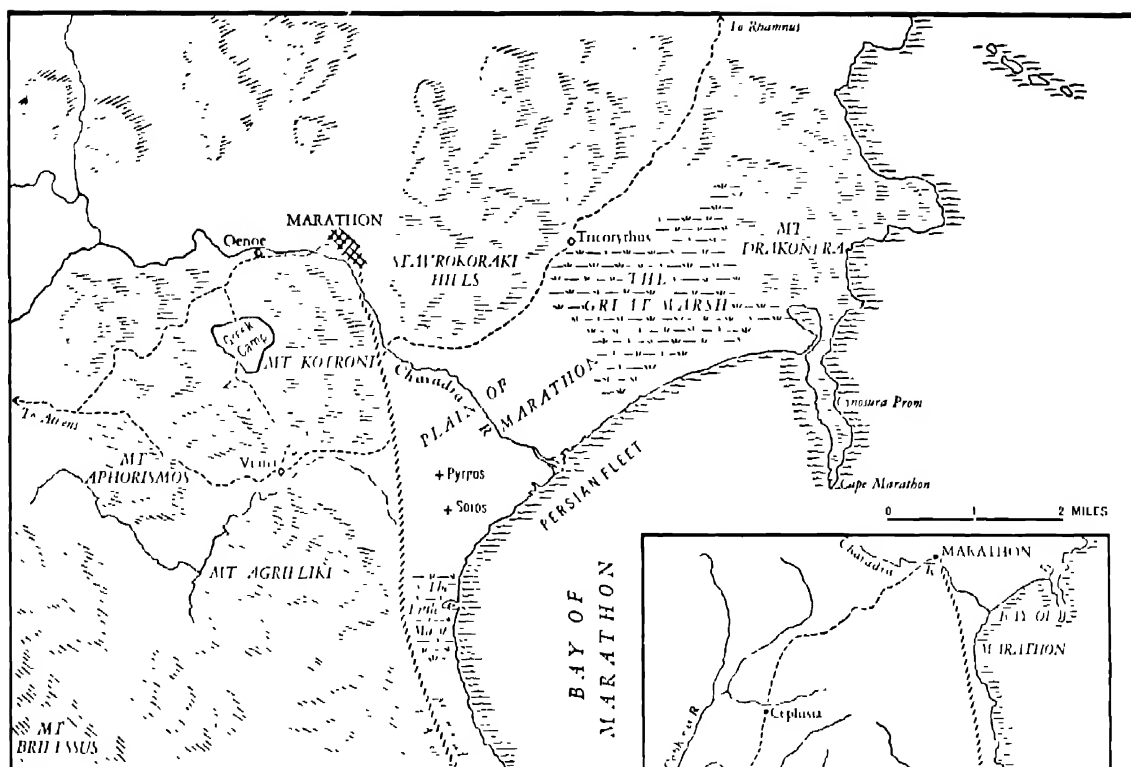 To Rhamnus
MARATHON
Oenoe
Tricorythus
STAVROKORAKI
HILLS
MT
THE
GREAT MARSH
Greek
Camp
MT KOTRONI
Charadra
R
PLAIN OF
MARATHON
Cynosura Prom
To Athens
MT
APHORISMOS
+ Pyrgos
+ Soros
PERSIAN FLEET
Cape Marathon
0 1 2 MILES
MT AGRILIKI
BAY OF
MARATHON
MT
BRILESSUS
MARATHON
Charadra
R
BAY OF
MARATHON
Cephisia